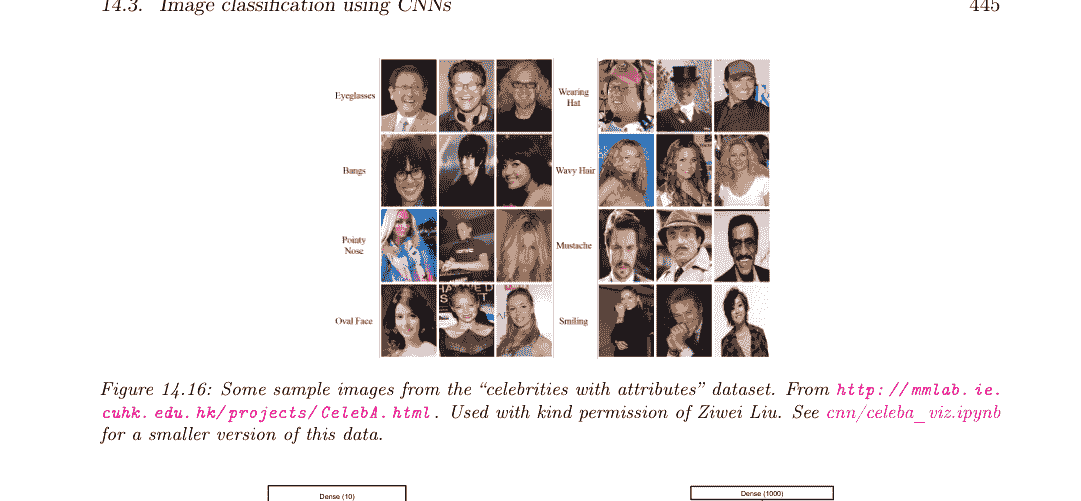 14.3. Image classification using CNNs 445
Eyeglasses
Wearing
Hat
Bangs
Wavy Hair
Pointy
Nose
Mustache
Oval Face
Smiling
Figure 14.16: Some sample images from the “celebrities with attributes” dataset. From http://mmlab.ie.
cuhk.edu.hk/projects/CelebA.html. Used with kind permission of Ziwei Liu. See cnn/celeba_viz.ipynb
for a smaller version of this data.
Dense (10)
Dense (1000)